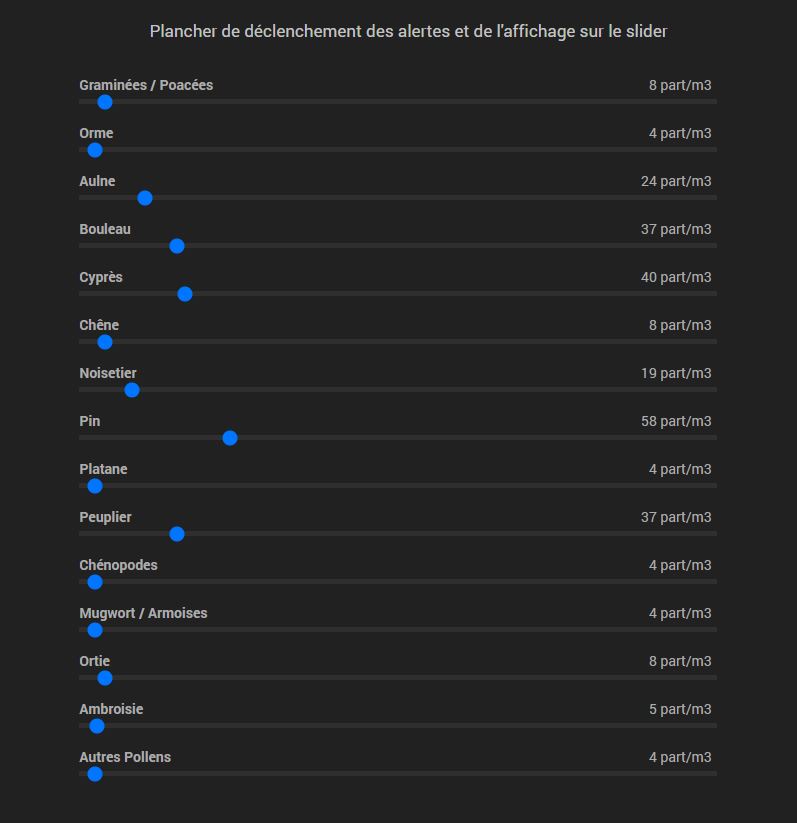 Plancher de déclenchement des alertes et de l'affichage sur le slider
Graminées / Poacées 8 part/m3
Orme 4 part/m3
Aulne 24 part/m3
Bouleau 37 part/m3
Cyprès 40 part/m3
Chêne 8 part/m3
Noisetier 19 part/m3
Pin 58 part/m3
Platane 4 part/m3
Peuplier 37 part/m3
Chénopodes 4 part/m3
Mugwort / Armoises 4 part/m3
Ortie 8 part/m3
Ambroisie 5 part/m3
Autres Pollens 4 part/m3